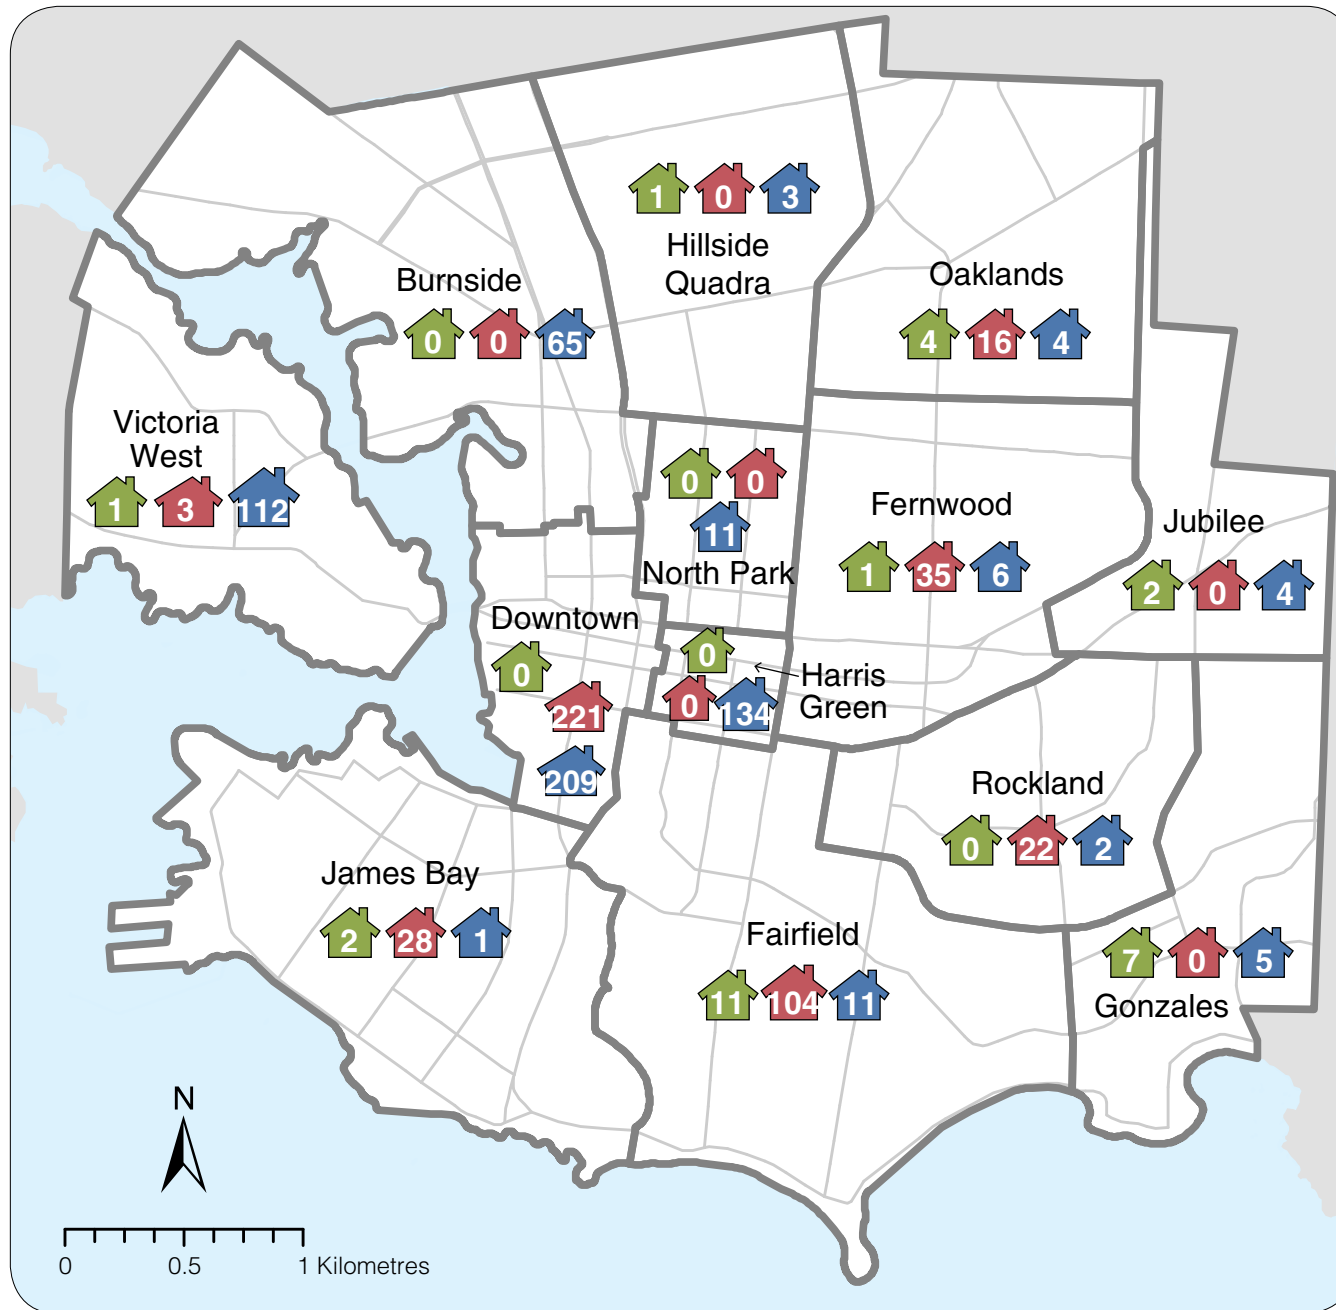 1 0 3
Hillside
Quadra
Burnside
0 0 65
Oaklands
4 16 4
Victoria
West
1 3 112
0 0
11
North Park
Fernwood
1 35 6
Jubilee
2 0 4
Downtown
0
221
209
0
0 134
Harris
Green
Rockland
0 22 2
James Bay
2 28 1
Fairfield
11 104 11
7 0 5
Gonzales
N
0 0.5 1 Kilometres